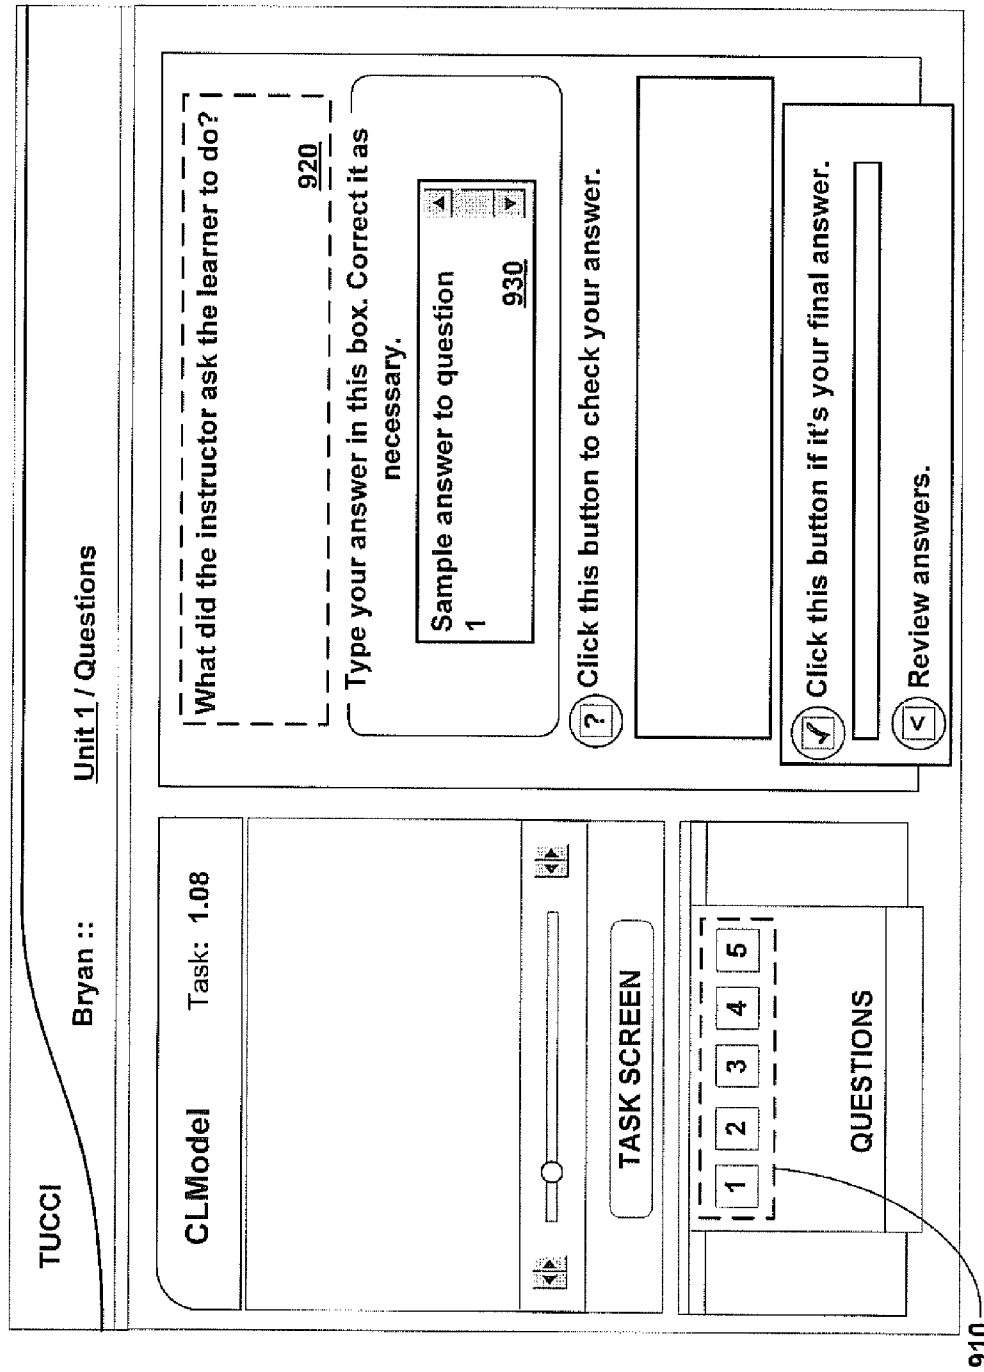 TUCCI
Bryan :: Unit 1 / Questions
CLModel Task: 1.08
TASK SCREEN
1 2 3 4 5
QUESTIONS
910
What did the instructor ask the learner to do?
920
Type your answer in this box. Correct it as
necessary.
Sample answer to question
1
930
? Click this button to check your answer.
✓ Click this button if it's your final answer.
< Review answers.